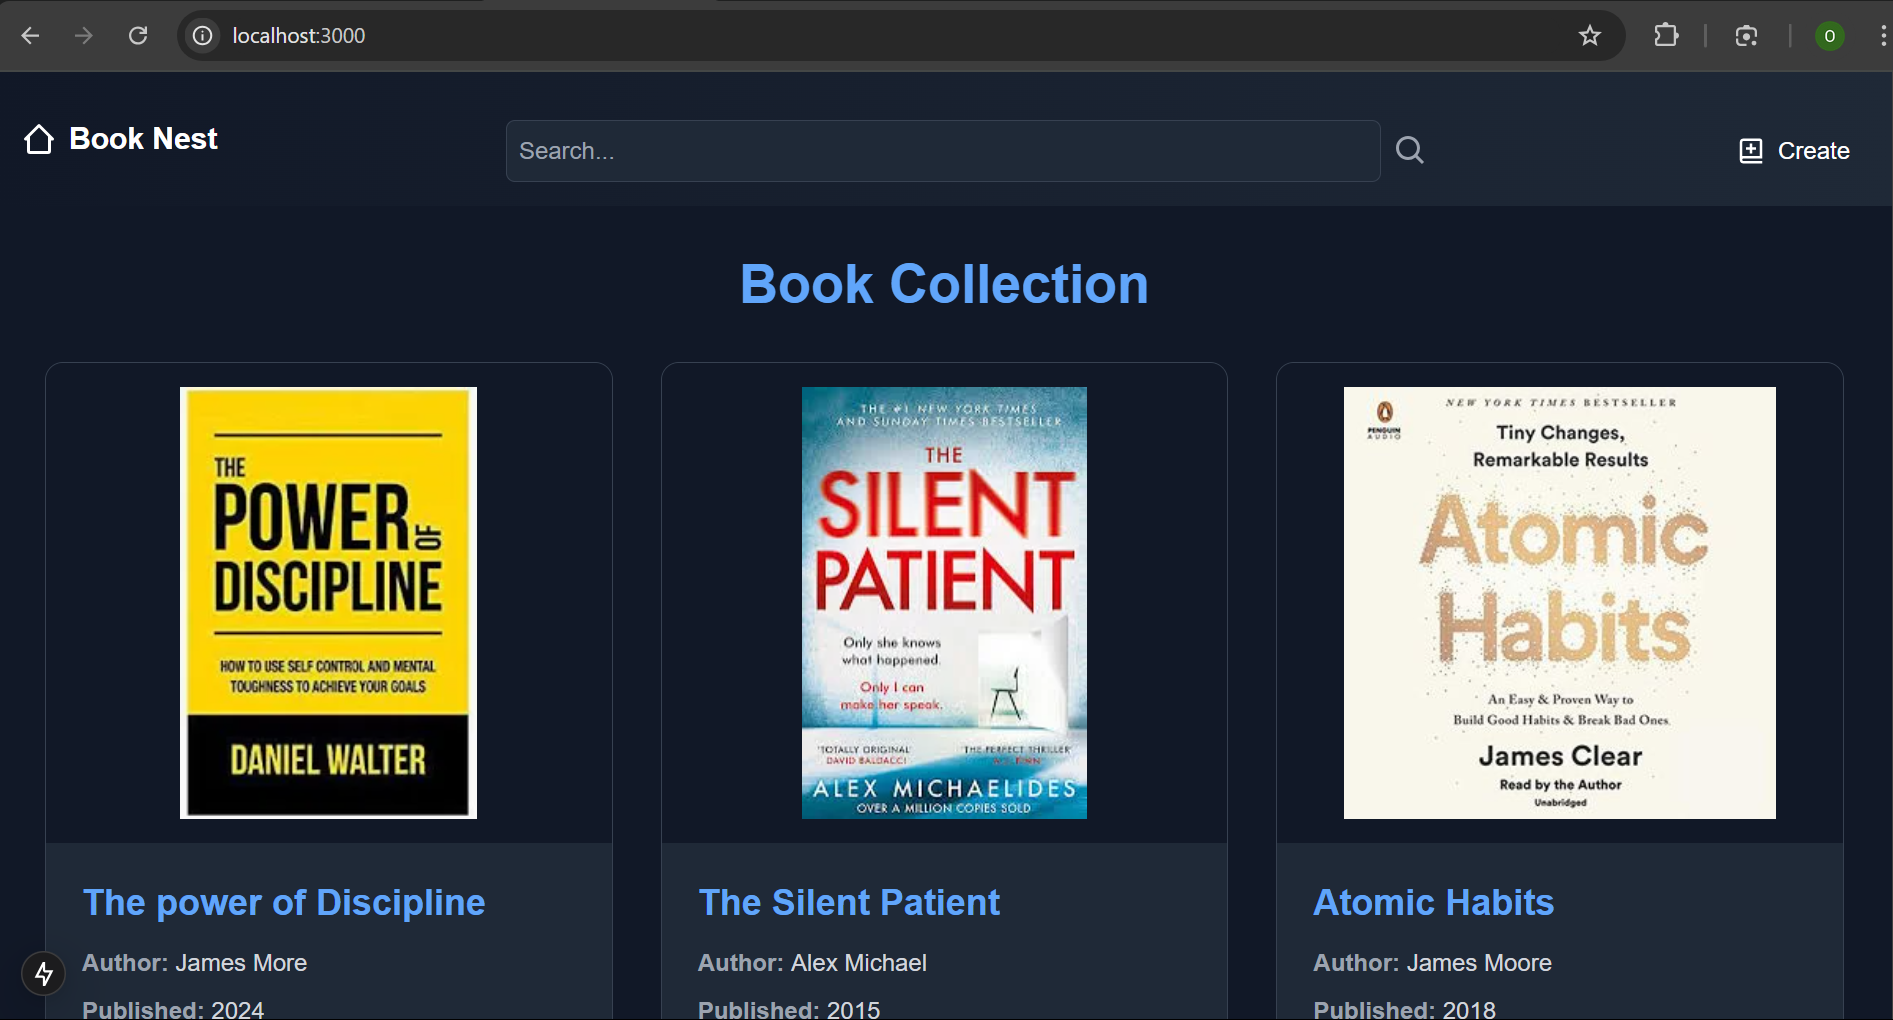 localhost:3000
O
Book Nest
Search...
Create
Book Collection
THE
POWER OF
DISCIPLINE
HOW TO USE SELF CONTROL AND MENTAL
TOUGHNESS TO ACHIEVE YOUR GOALS
DANIEL WALTER
THE #1 NEW YORK TIMES
AND SUNDAY TIMES BESTSELLER
THE
SILENT
PATIENT
Only she knows
what happened.
Only I can
make her speak.
'TOTALLY ORIGINAL'
DAVID BALDACCI
'THE PERFECT THRILLER'
A.J. FINN
ALEX MICHAELIDES
OVER A MILLION COPIES SOLD
PENGUIN
AUDIO
NEW YORK TIMES BESTSELLER
Tiny Changes,
Remarkable Results
Atomic
Habits
An Easy & Proven Way to
Build Good Habits & Break Bad Ones
James Clear
Read by the Author
Unabridged
The power of Discipline
Author: James More
Published: 2024
The Silent Patient
Author: Alex Michael
Published: 2015
Atomic Habits
Author: James Moore
Published: 2018